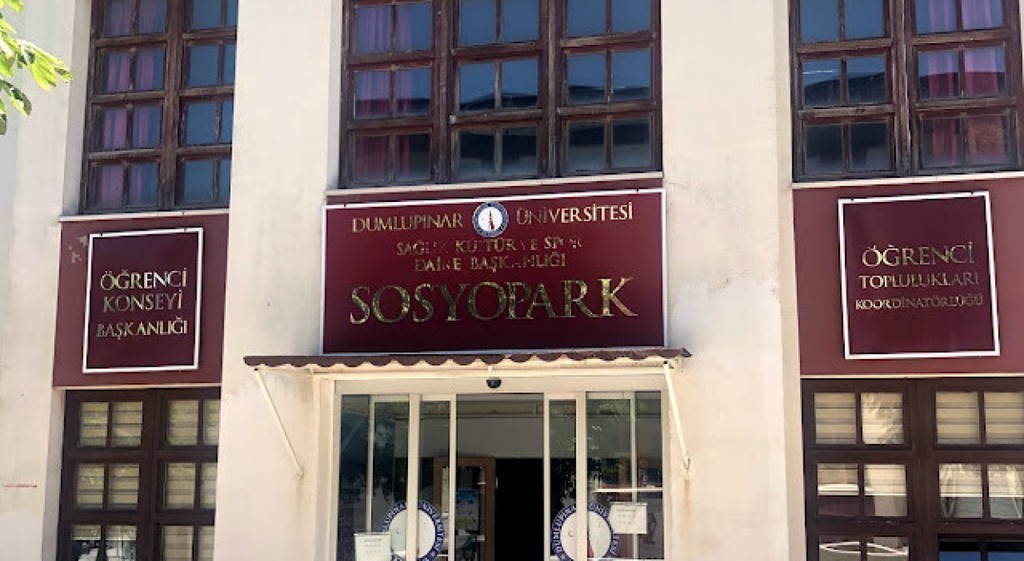 DUMLUPINAR ÜNİVERSİTESİ
SAĞLIK KÜLTÜR VE SPOR
DAİRE BAŞKANLIĞI
SOSYOPARK
ÖĞRENCİ
KONSEYİ
BAŞKANLIĞI
ÖĞRENCİ
TOPLULUKLARI
KOORDİNATÖRLÜĞÜ